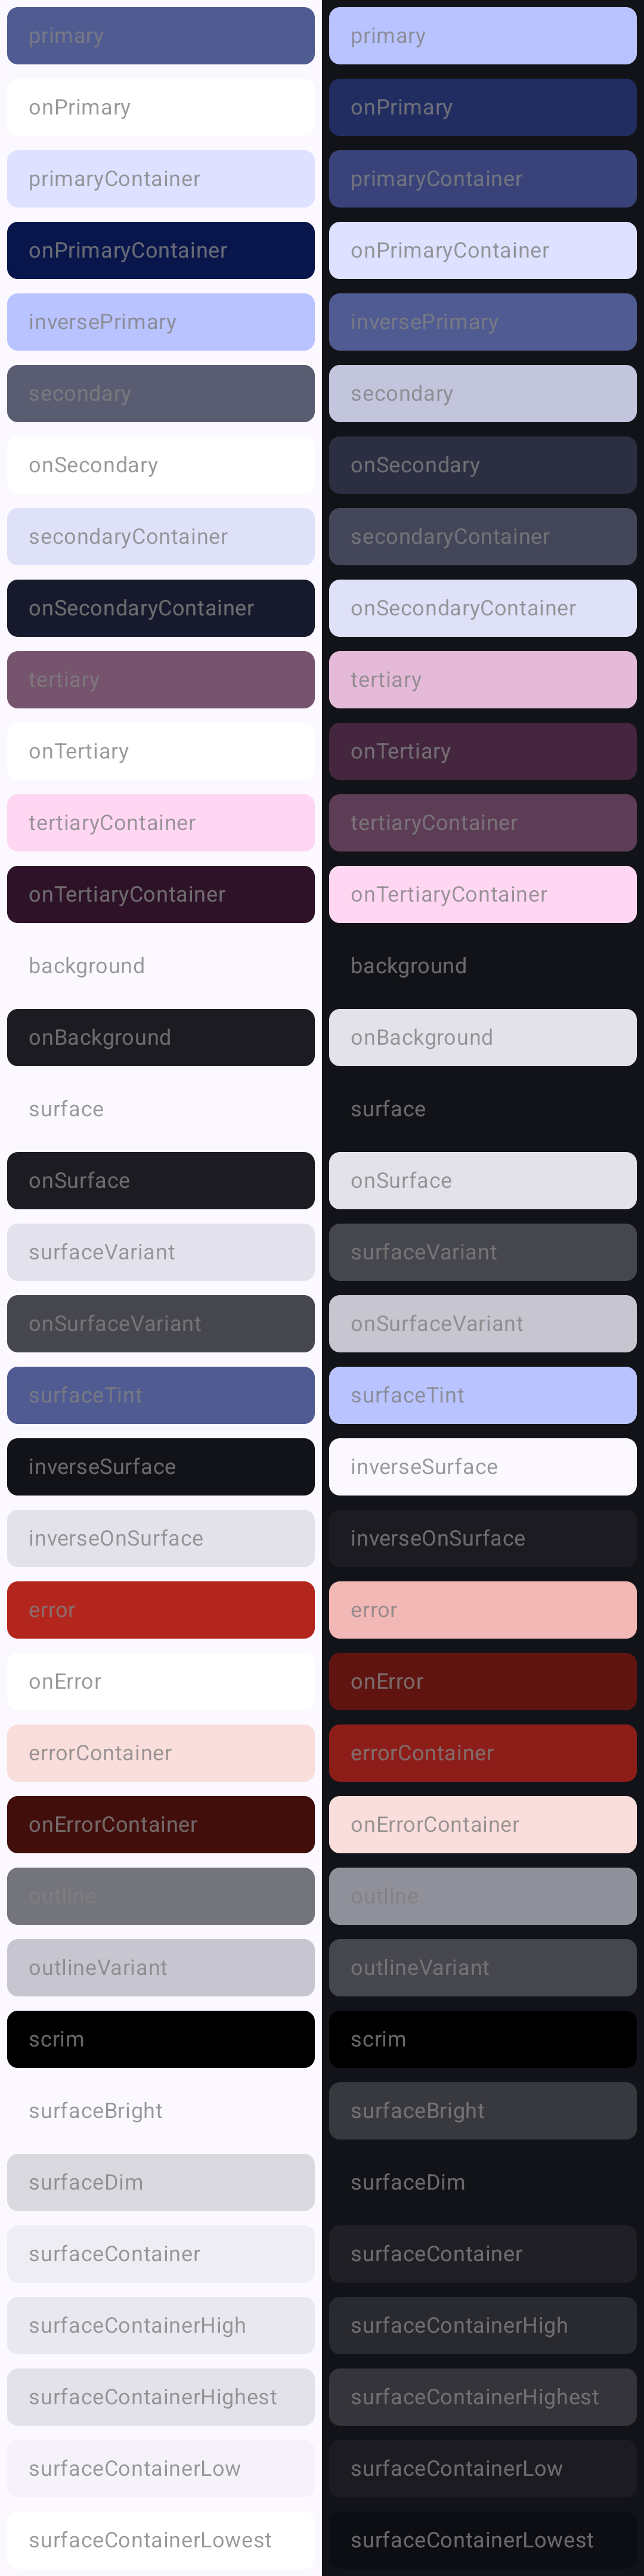 primary
onPrimary
primaryContainer
onPrimaryContainer
inversePrimary
secondary
onSecondary
secondaryContainer
onSecondaryContainer
tertiary
onTertiary
tertiaryContainer
onTertiaryContainer
background
onBackground
surface
onSurface
surfaceVariant
onSurfaceVariant
surfaceTint
inverseSurface
inverseOnSurface
error
onError
errorContainer
onErrorContainer
outline
outlineVariant
scrim
surfaceBright
surfaceDim
surfaceContainer
surfaceContainerHigh
surfaceContainerHighest
surfaceContainerLow
surfaceContainerLowest
primary
onPrimary
primaryContainer
onPrimaryContainer
inversePrimary
secondary
onSecondary
secondaryContainer
onSecondaryContainer
tertiary
onTertiary
tertiaryContainer
onTertiaryContainer
background
onBackground
surface
onSurface
surfaceVariant
onSurfaceVariant
surfaceTint
inverseSurface
inverseOnSurface
error
onError
errorContainer
onErrorContainer
outline
outlineVariant
scrim
surfaceBright
surfaceDim
surfaceContainer
surfaceContainerHigh
surfaceContainerHighest
surfaceContainerLow
surfaceContainerLowest